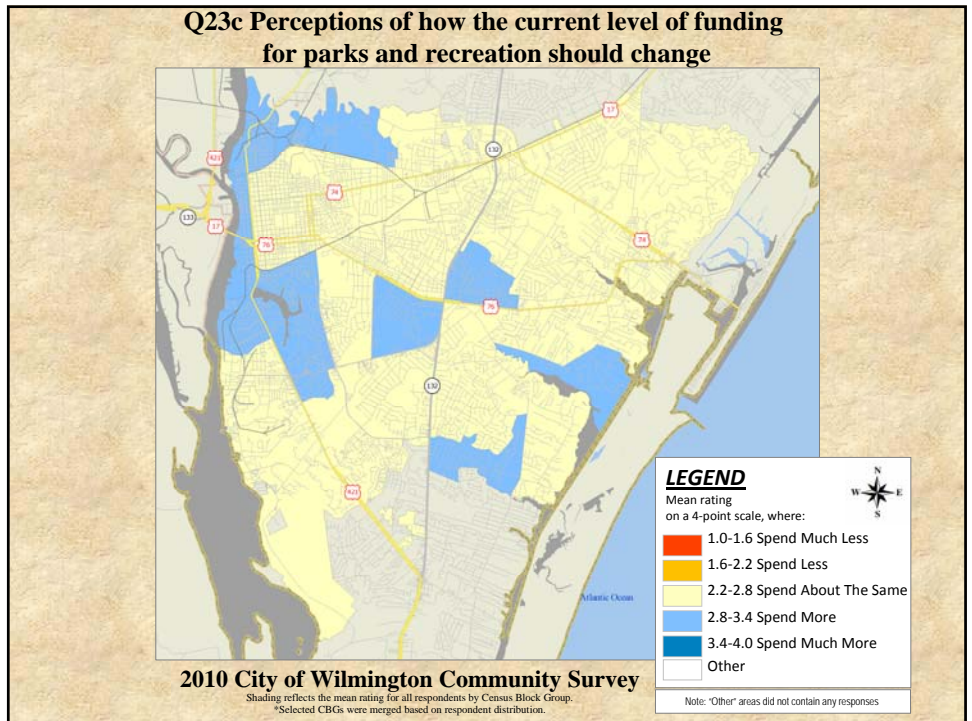 Q23c Perceptions of how the current level of funding
for parks and recreation should change
17
132
421
74
133
17
76
74
76
132
421
Atlantic Ocean
LEGEND
Mean rating
on a 4-point scale, where:
N
W E
S
1.0-1.6 Spend Much Less
1.6-2.2 Spend Less
2.2-2.8 Spend About The Same
2.8-3.4 Spend More
3.4-4.0 Spend Much More
Other
2010 City of Wilmington Community Survey
Shading reflects the mean rating for all respondents by Census Block Group.
*Selected CBGs were merged based on respondent distribution.
Note: "Other" areas did not contain any responses